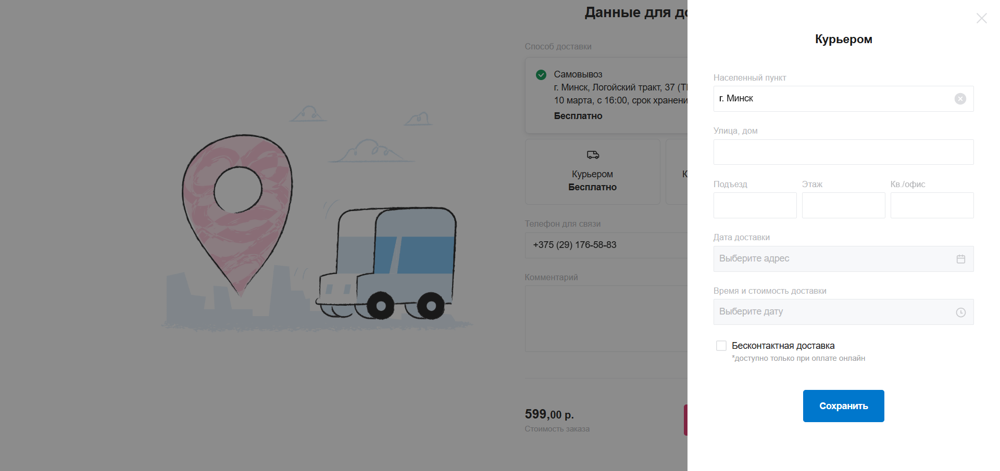 Данные для
Способ доставки
Самовывоз
г. Минск, Логойский тракт, 37
10 марта, с 16:00, срок
Бесплатно
Курьером
Бесплатно
Телефон для связи
+375 (29) 176-58-83
Комментарий
599,00 р.
Стоимость заказа
Курьером
Населенный пункт
г. Минск
Улица, дом
Подъезд Этаж Кв./офис
Дата доставки
Выберите адрес
Время и стоимость доставки
Выберите дату
Бесконтактная доставка
*доступно только при оплате онлайн
Сохранить